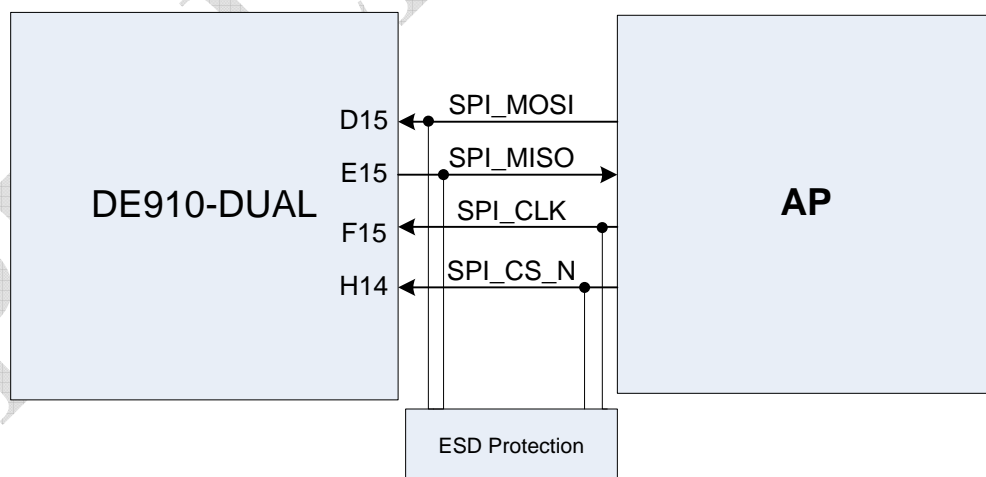 SPI_MOSI
D15
SPI_MISO
E15
DE910-DUAL
AP
SPI_CLK
F15
SPI_CS_N
H14
ESD Protection